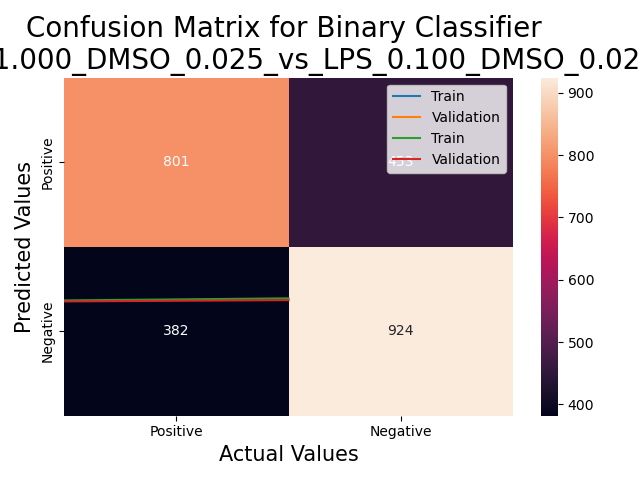 Confusion Matrix for Binary Classifier
1.000_DMSO_0.025_vs_LPS_0.100_DMSO_0.02
Train
Validation
Train
Validation
Predicted Values
Positive
Negative
801
382
924
Positive
Negative
Actual Values
900
800
700
600
500
400